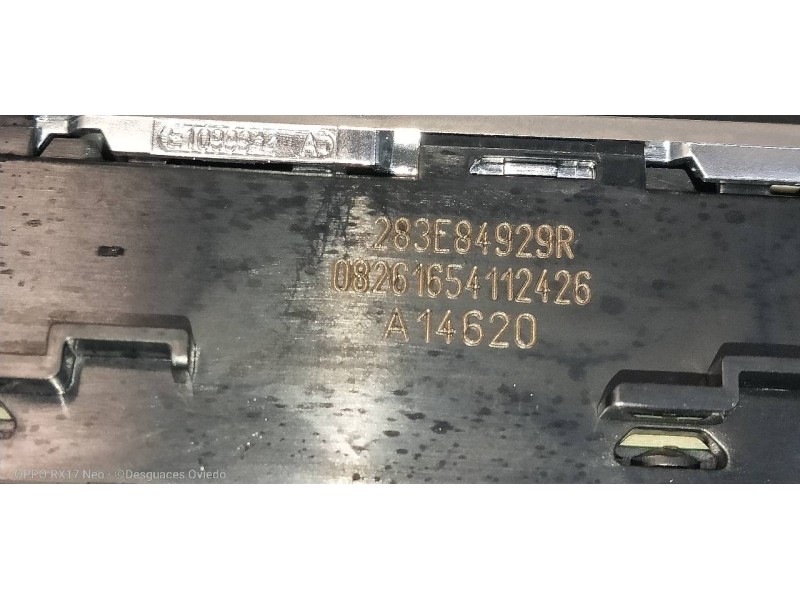 283E84929R
08261654112426
A14620
OPPO RX17 Neo · ©Desguaces Oviedo